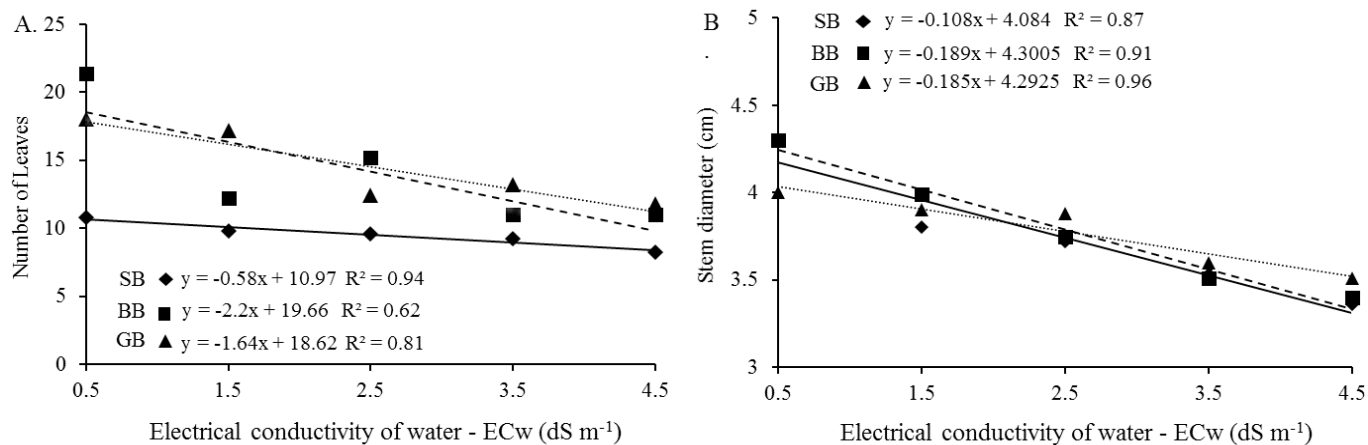 A.
25
20
15
10
5
0
Number of Leaves
SB ◆ y = -0.58x + 10.97 R² = 0.94
BB ■ y = -2.2x + 19.66 R² = 0.62
GB ▲ y = -1.64x + 18.62 R² = 0.81
0.5 1.5 2.5 3.5 4.5
Electrical conductivity of water - ECw (dS m⁻¹)
B
.
5
4.5
4
3.5
3
Stem diameter (cm)
SB ◆ y = -0.108x + 4.084 R² = 0.87
BB ■ y = -0.189x + 4.3005 R² = 0.91
GB ▲ y = -0.185x + 4.2925 R² = 0.96
0.5 1.5 2.5 3.5 4.5
Electrical conductivity of water - ECw (dS m⁻¹)